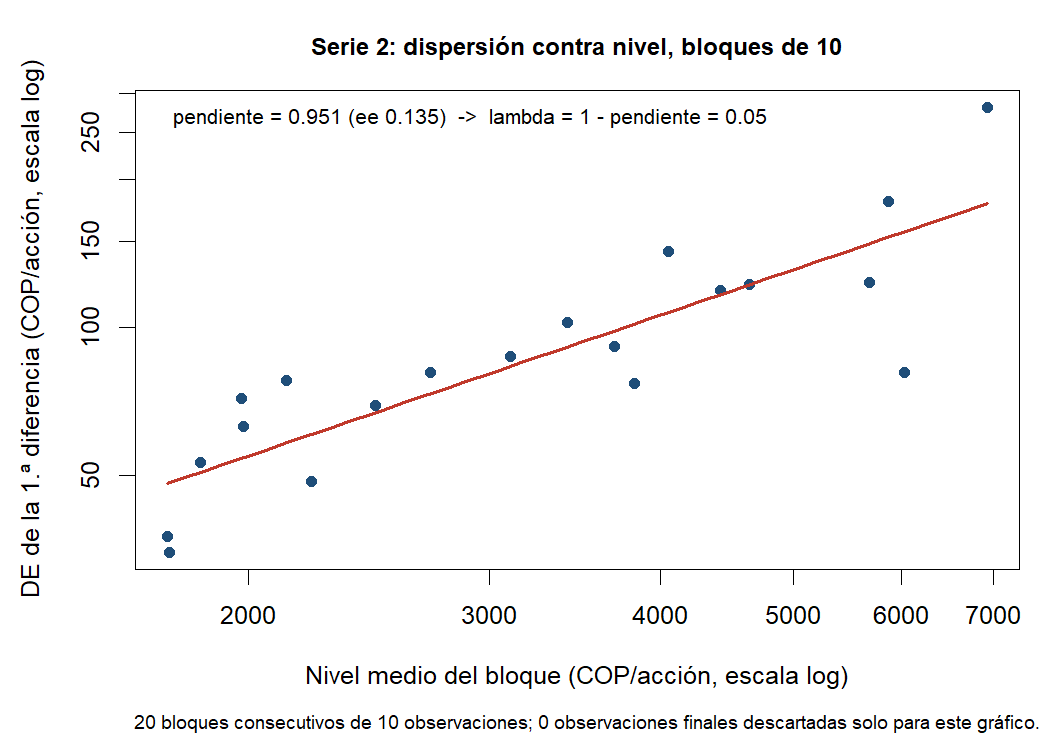 Serie 2: dispersión contra nivel, bloques de 10
pendiente = 0.951 (ee 0.135)  ->  lambda = 1 - pendiente = 0.05
DE de la 1.ª diferencia (COP/acción, escala log)
250
150
100
50
2000 3000 4000 5000 6000 7000
Nivel medio del bloque (COP/acción, escala log)
20 bloques consecutivos de 10 observaciones; 0 observaciones finales descartadas solo para este gráfico.